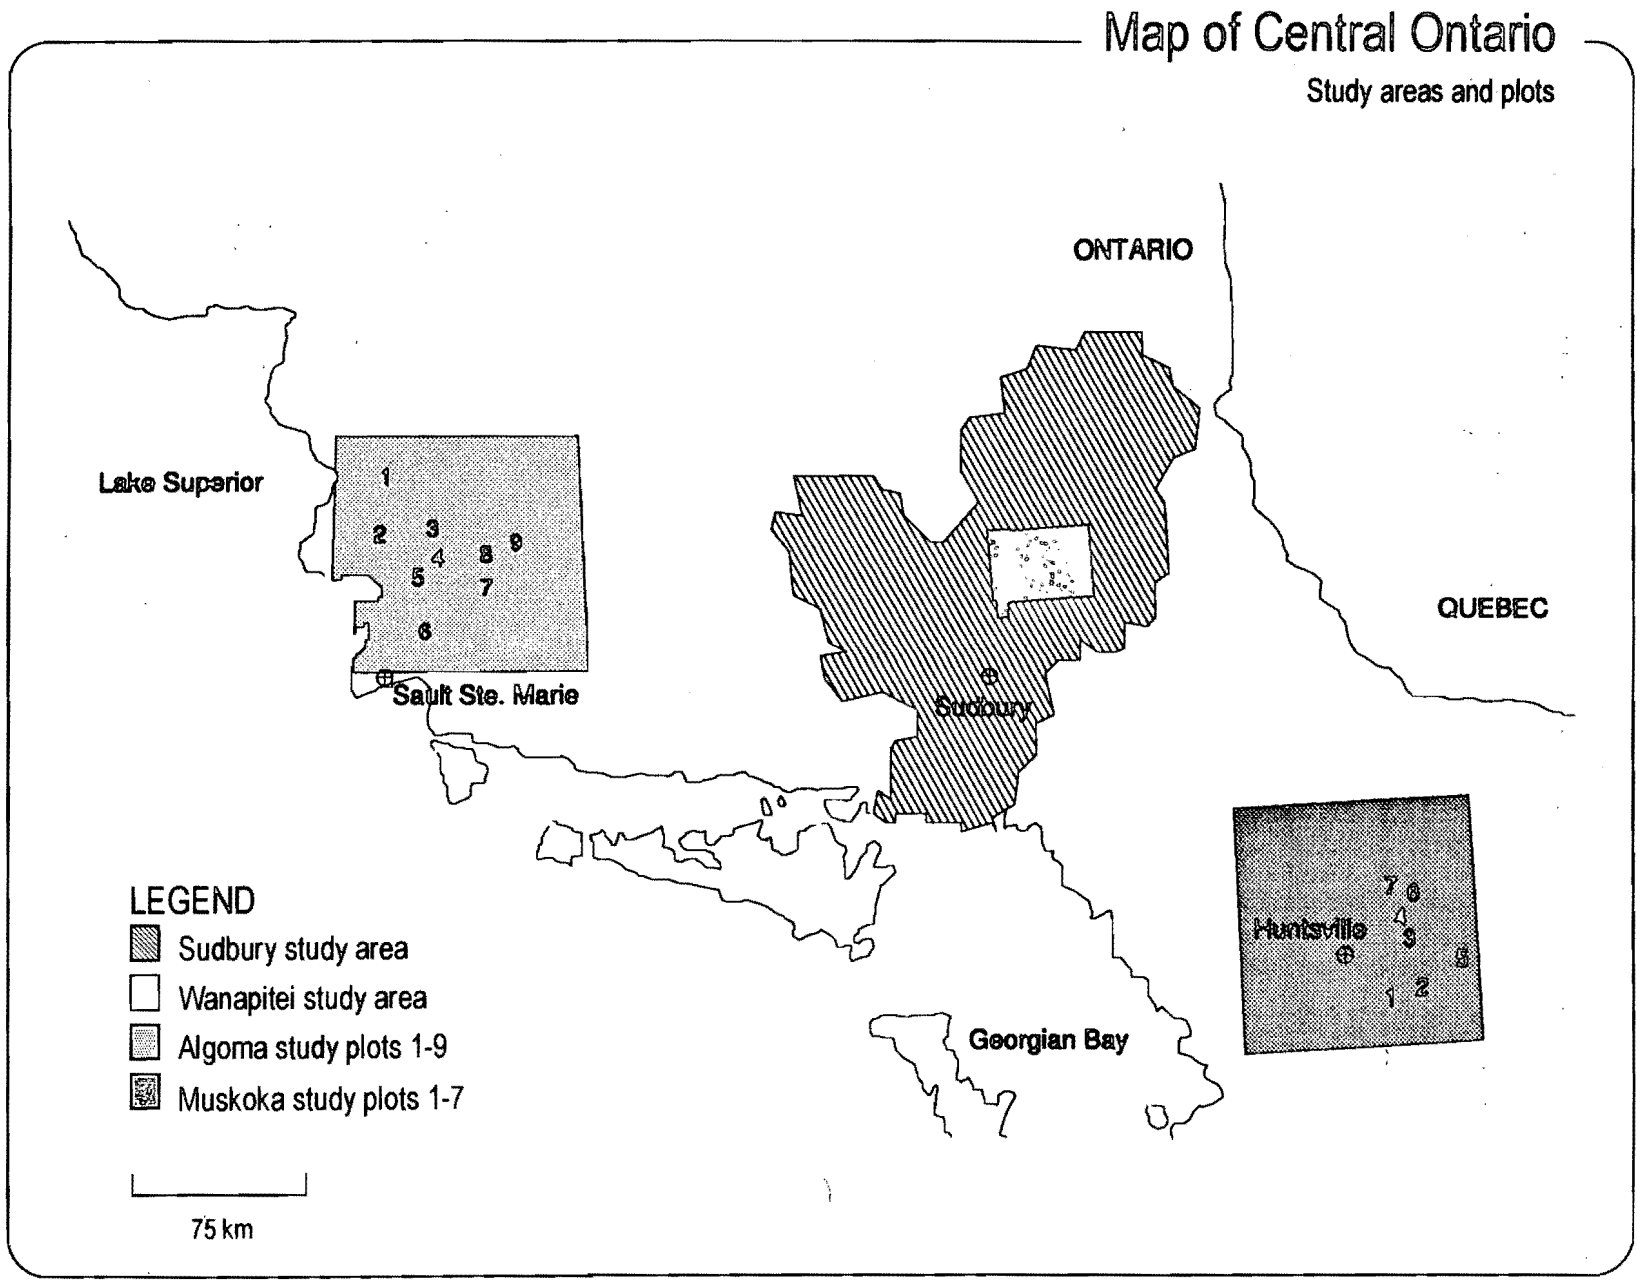 Map of Central Ontario
Study areas and plots
ONTARIO
Lake Superior
1
2
3
4
5
6
7
8
9
Sault Ste. Marie
Sudbury
QUEBEC
7
6
4
Huntsville
3
5
2
1
Georgian Bay
LEGEND
Sudbury study area
Wanapitei study area
Algoma study plots 1-9
Muskoka study plots 1-7
75 km